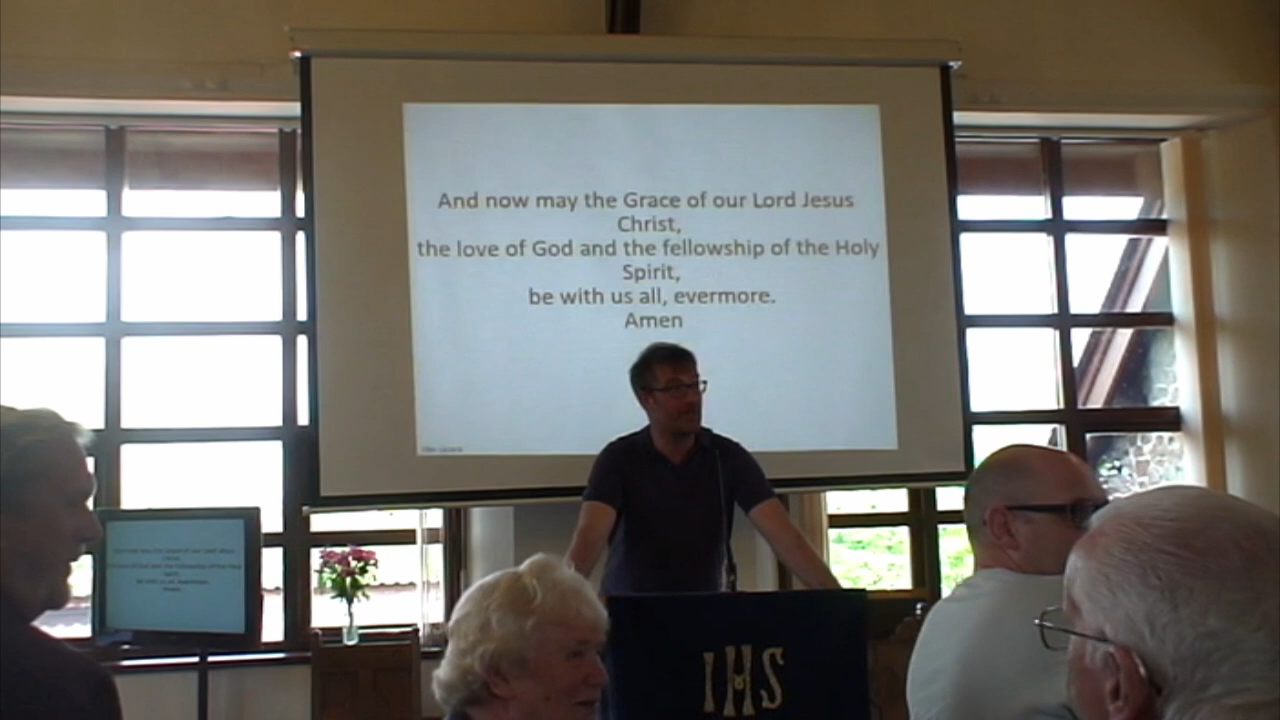 And now may the Grace of our Lord Jesus
Christ,
the love of God and the fellowship of the Holy
Spirit,
be with us all, evermore.
Amen
IHS